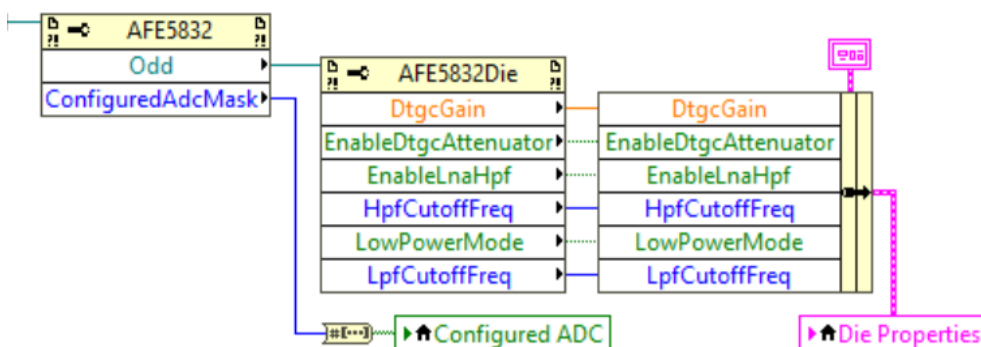 AFE5832
Odd
ConfiguredAdcMask
AFE5832Die
DtgcGain
EnableDtgcAttenuator
EnableLnaHpf
HpfCutoffFreq
LowPowerMode
LpfCutoffFreq
DtgcGain
EnableDtgcAttenuator
EnableLnaHpf
HpfCutoffFreq
LowPowerMode
LpfCutoffFreq
#[...]
Configured ADC
Die Properties